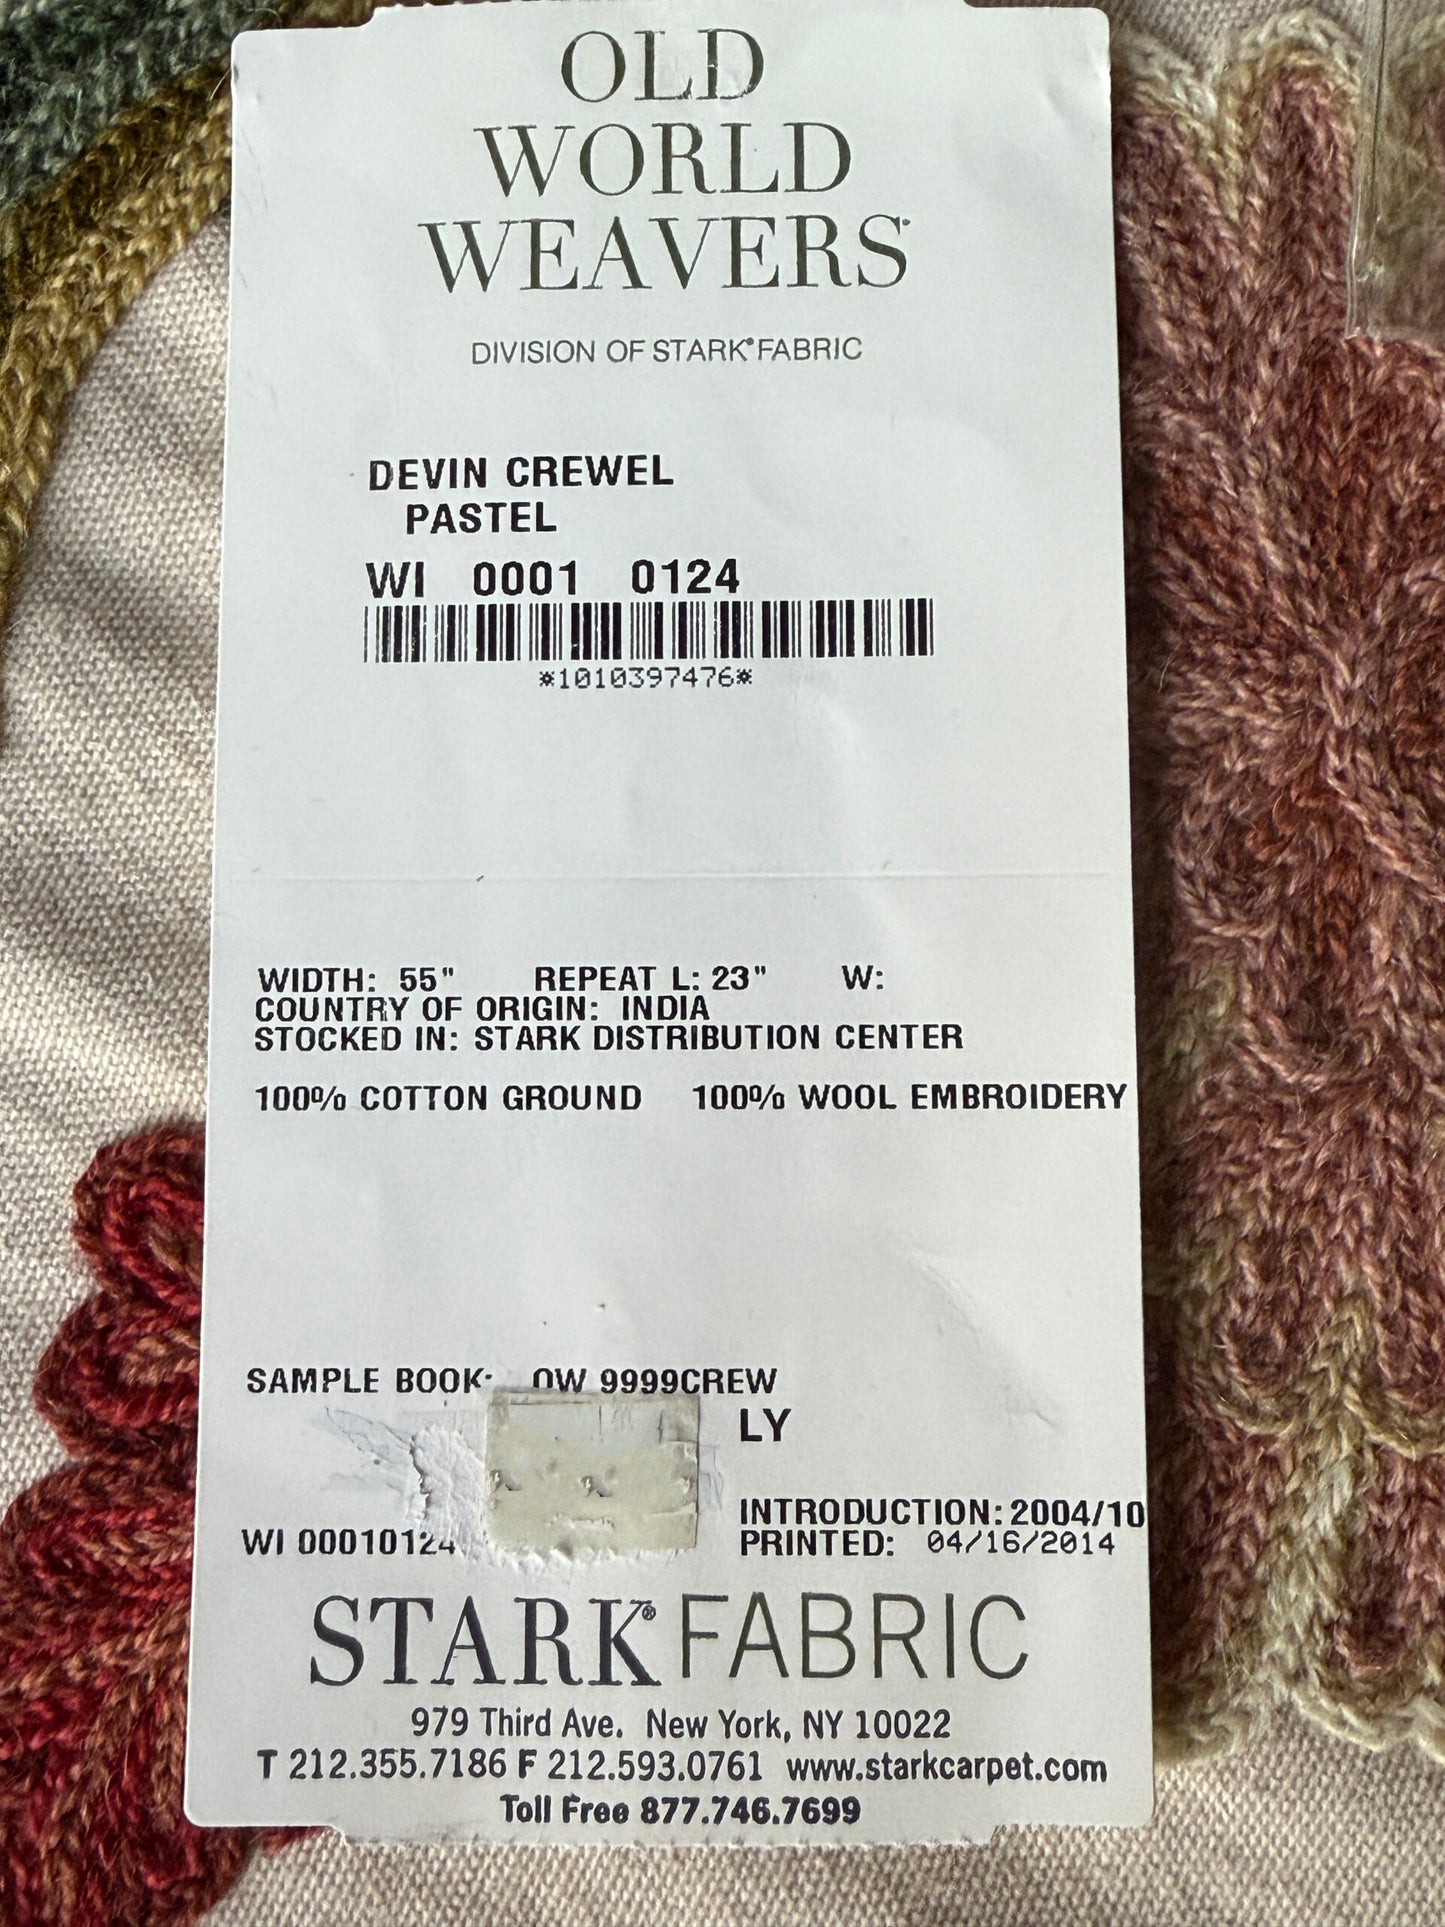 OLD
WORLD
WEAVERS
DIVISION OF STARK® FABRIC
DEVIN CREWEL
PASTEL
WI 0001 0124
*1010397476*
WIDTH: 55" REPEAT L: 23" W:
COUNTRY OF ORIGIN: INDIA
STOCKED IN: STARK DISTRIBUTION CENTER
100% COTTON GROUND 100% WOOL EMBROIDERY
SAMPLE BOOK: OW 9999CREW
LY
INTRODUCTION: 2004/10
WI 00010124 PRINTED: 04/16/2014
STARK® FABRIC
979 Third Ave. New York, NY 10022
T 212.355.7186 F 212.593.0761 www.starkcarpet.com
Toll Free 877.746.7699